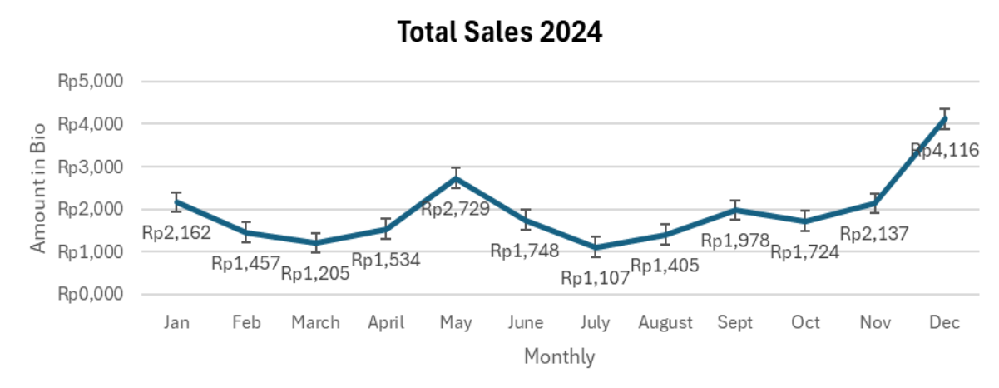 Total Sales 2024
Rp5,000
Rp4,000
Rp3,000
Rp2,000
Rp1,000
Rp0,000
Amount in Bio
Rp2,162
Rp1,457
Rp1,205
Rp1,534
Rp2,729
Rp1,748
Rp1,107
Rp1,405
Rp1,978
Rp1,724
Rp2,137
Rp4,116
Jan Feb March April May June July August Sept Oct Nov Dec
Monthly